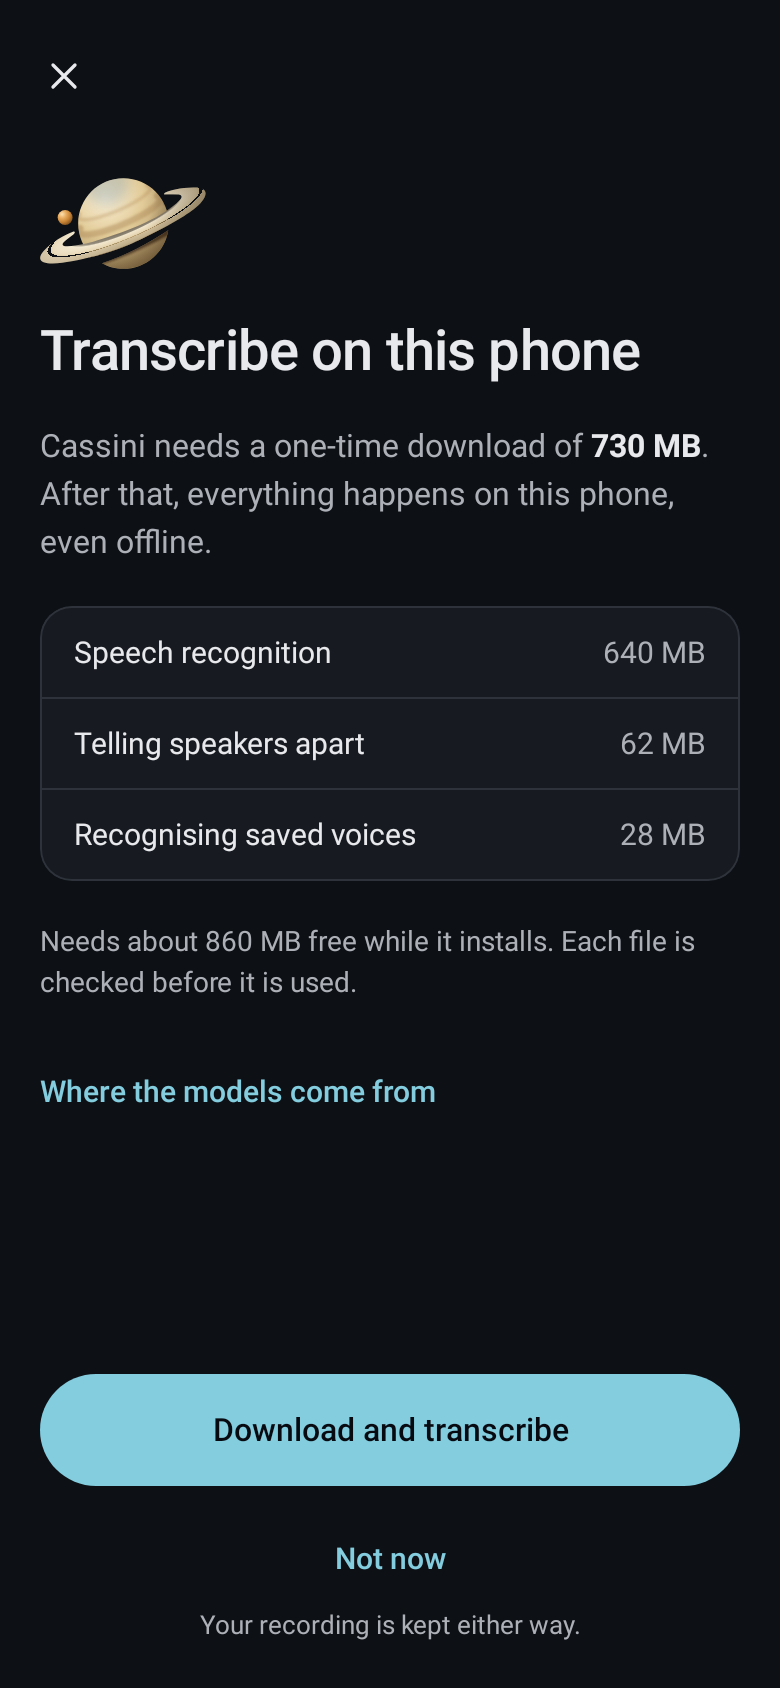 Transcribe on this phone
Cassini needs a one-time download of 730 MB.
After that, everything happens on this phone,
even offline.
Speech recognition 640 MB
Telling speakers apart 62 MB
Recognising saved voices 28 MB
Needs about 860 MB free while it installs. Each file is
checked before it is used.
Where the models come from
Download and transcribe
Not now
Your recording is kept either way.